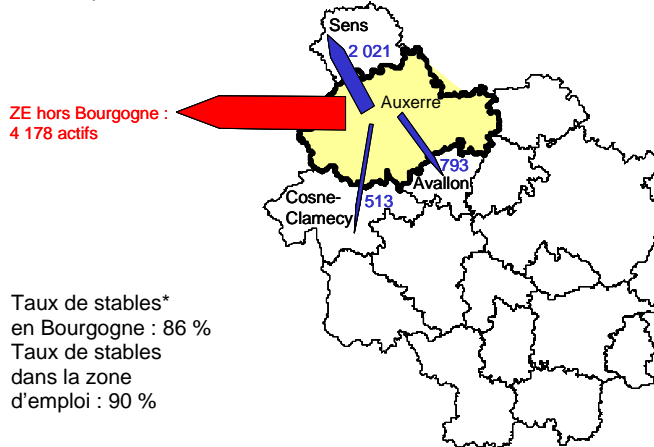 Sens
2 021
ZE hors Bourgogne :
4 178 actifs
Auxerre
793
Avallon
Cosne-
Clamecy
513
Taux de stables*
en Bourgogne : 86 %
Taux de stables
dans la zone
d'emploi : 90 %